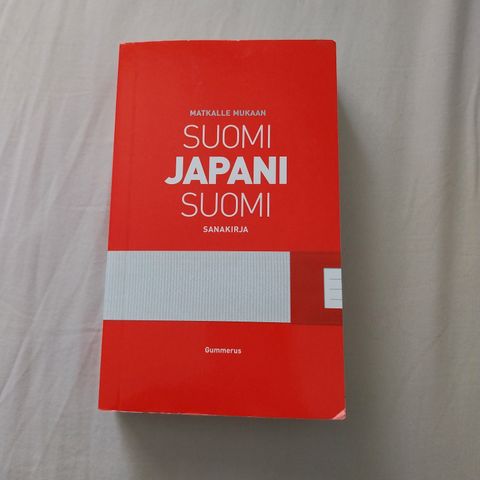 MATKALLE MUKAAN
SUOMI
JAPANI
SUOMI
SANAKIRJA
Gummerus